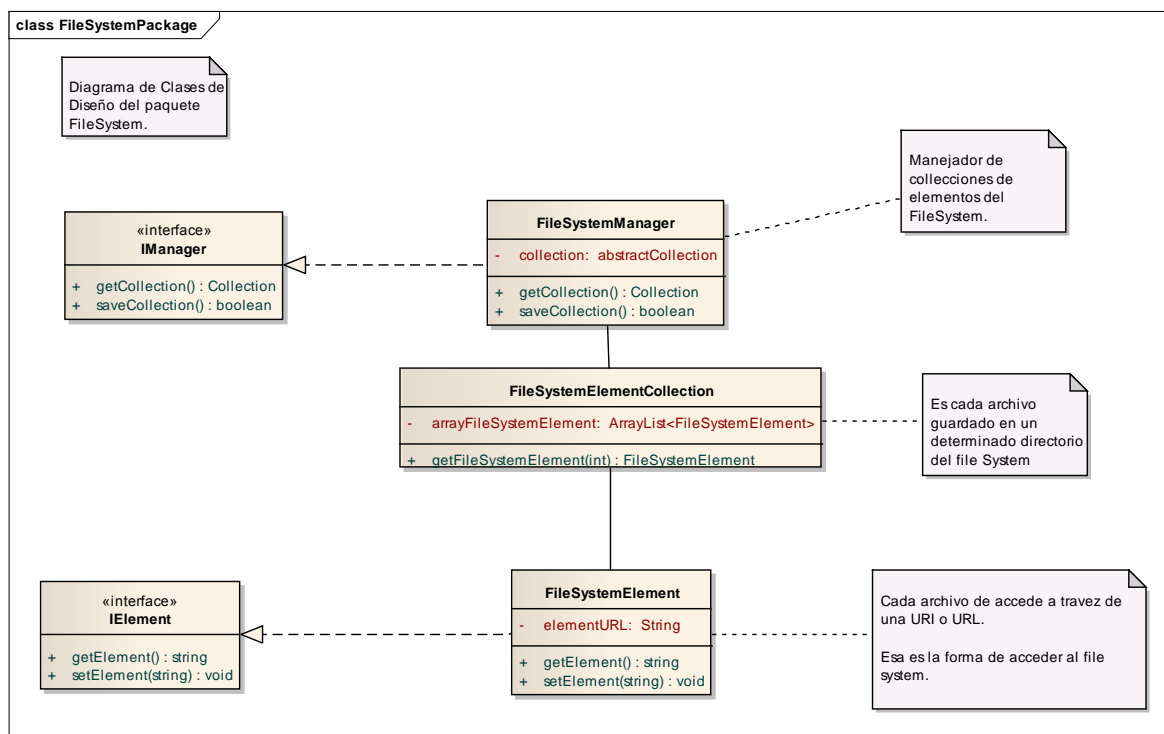 class FileSystemPackage
Diagrama de Clases de
Diseño del paquete
FileSystem.
Manejador de
collecciones de
elementos del
FileSystem.
«interface»
IManager
+ getCollection() : Collection
+ saveCollection() : boolean
FileSystemManager
- collection: abstractCollection
+ getCollection() : Collection
+ saveCollection() : boolean
FileSystemElementCollection
- arrayFileSystemElement: ArrayList<FileSystemElement>
+ getFileSystemElement(int) : FileSystemElement
Es cada archivo
guardado en un
determinado directorio
del file System
«interface»
IElement
+ getElement() : string
+ setElement(string) : void
FileSystemElement
- elementURL: String
+ getElement() : string
+ setElement(string) : void
Cada archivo de accede a travez de
una URI o URL.
Esa es la forma de acceder al file
system.